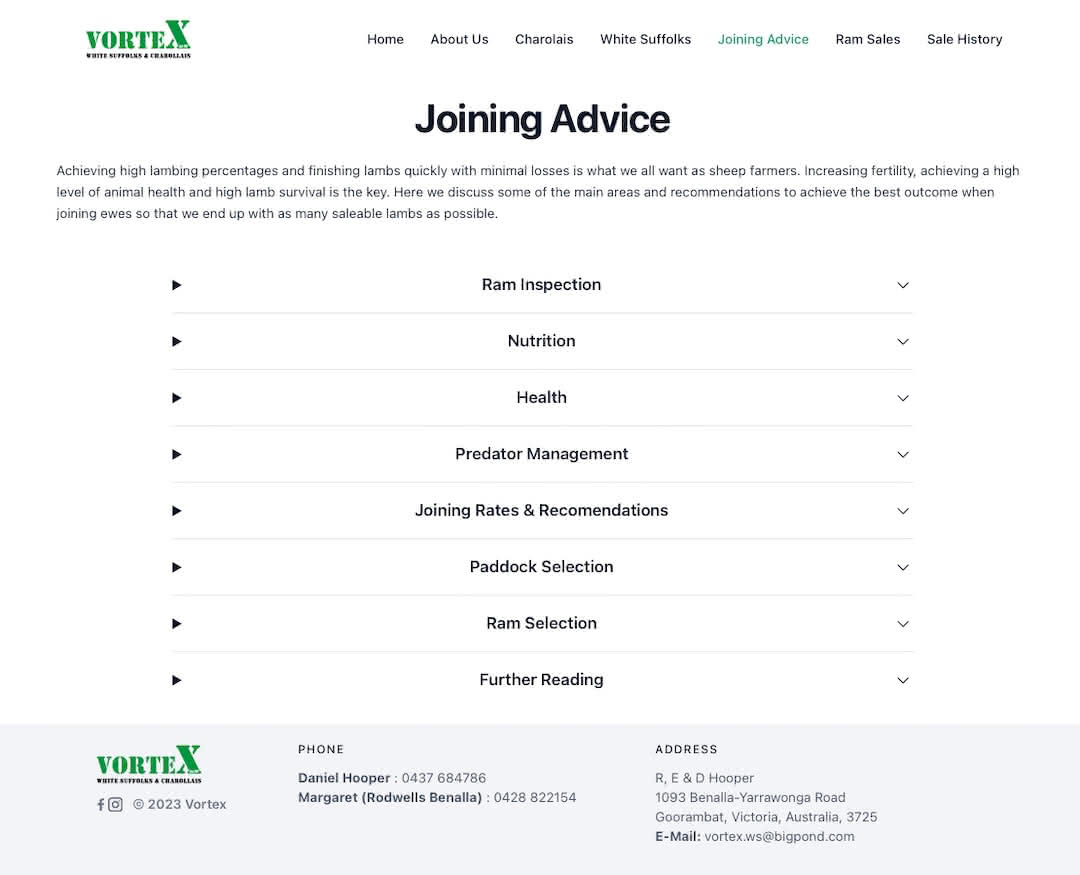 VORTEX
WHITE SUFFOLKS & CHAROLLAIS
Home About Us Charolais White Suffolks Joining Advice Ram Sales Sale History
Joining Advice
Achieving high lambing percentages and finishing lambs quickly with minimal losses is what we all want as sheep farmers. Increasing fertility, achieving a high
level of animal health and high lamb survival is the key. Here we discuss some of the main areas and recommendations to achieve the best outcome when
joining ewes so that we end up with as many saleable lambs as possible.
Ram Inspection
Nutrition
Health
Predator Management
Joining Rates & Recomendations
Paddock Selection
Ram Selection
Further Reading
VORTEX
WHITE SUFFOLKS & CHAROLLAIS
© 2023 Vortex
PHONE
Daniel Hooper : 0437 684786
Margaret (Rodwells Benalla) : 0428 822154
ADDRESS
R, E & D Hooper
1093 Benalla-Yarrawonga Road
Goorambat, Victoria, Australia, 3725
E-Mail: vortex.ws@bigpond.com